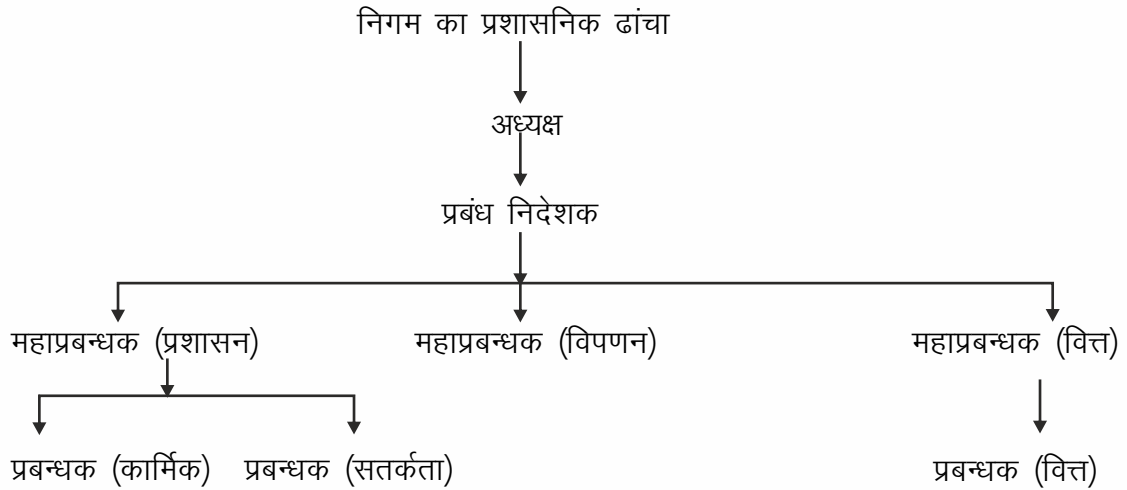 निगम का प्रशासनिक ढांचा
अध्यक्ष
प्रबंध निदेशक
महाप्रबन्धक (प्रशासन) महाप्रबन्धक (विपणन) महाप्रबन्धक (वित्त)
प्रबन्धक (कार्मिक) प्रबन्धक (सतर्कता) प्रबन्धक (वित्त)